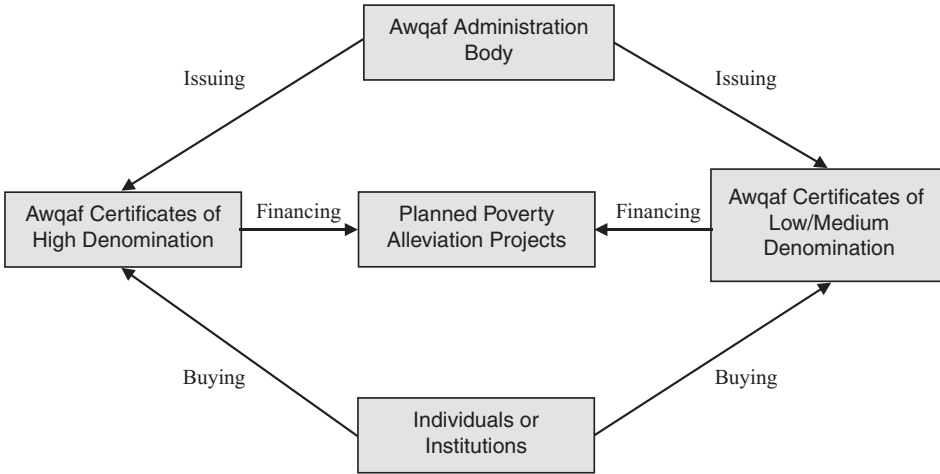 Awqaf Administration
Body
Issuing
Issuing
Awqaf Certificates of
High Denomination
Financing
Planned Poverty
Alleviation Projects
Financing
Awqaf Certificates of
Low/Medium
Denomination
Buying
Buying
Individuals or
Institutions